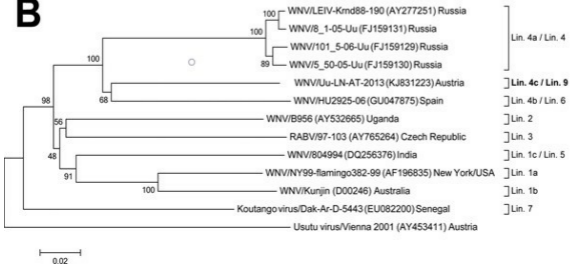 B
WNV/LEIV-Krnd88-190 (AY277251) Russia
100
WNV/8_1-05-Uu (FJ159131) Russia
100
Lin. 4a / Lin. 4
WNV/101_5-06-Uu (FJ159129) Russia
100
89
WNV/5_50-05-Uu (FJ159130) Russia
WNV/Uu-LN-AT-2013 (KJ831223) Austria
Lin. 4c / Lin. 9
68
WNV/HU2925-06 (GU047875) Spain
Lin. 4b / Lin. 6
98
WNV/B956 (AY532665) Uganda
Lin. 2
56
RABV/97-103 (AY765264) Czech Republic
Lin. 3
48
WNV/804994 (DQ256376) India
Lin. 1c / Lin. 5
91
WNV/NY99-flamingo382-99 (AF196835) New York/USA
Lin. 1a
100
WNV/Kunjin (D00246) Australia
Lin. 1b
Koutango virus/Dak-Ar-D-5443 (EU082200) Senegal
Lin. 7
Usutu virus/Vienna 2001 (AY453411) Austria
0.02